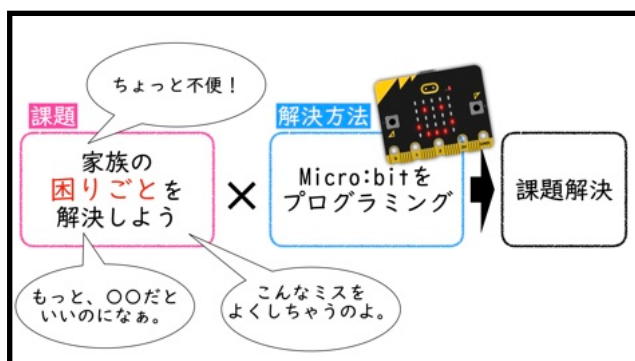 ちょっと不便！
課題
家族の
困りごとを
解決しよう
×
解決方法
Micro:bitを
プログラミング
課題解決
もっと、〇〇だと
いいのになぁ。
こんなミスを
よくしちゃうのよ。